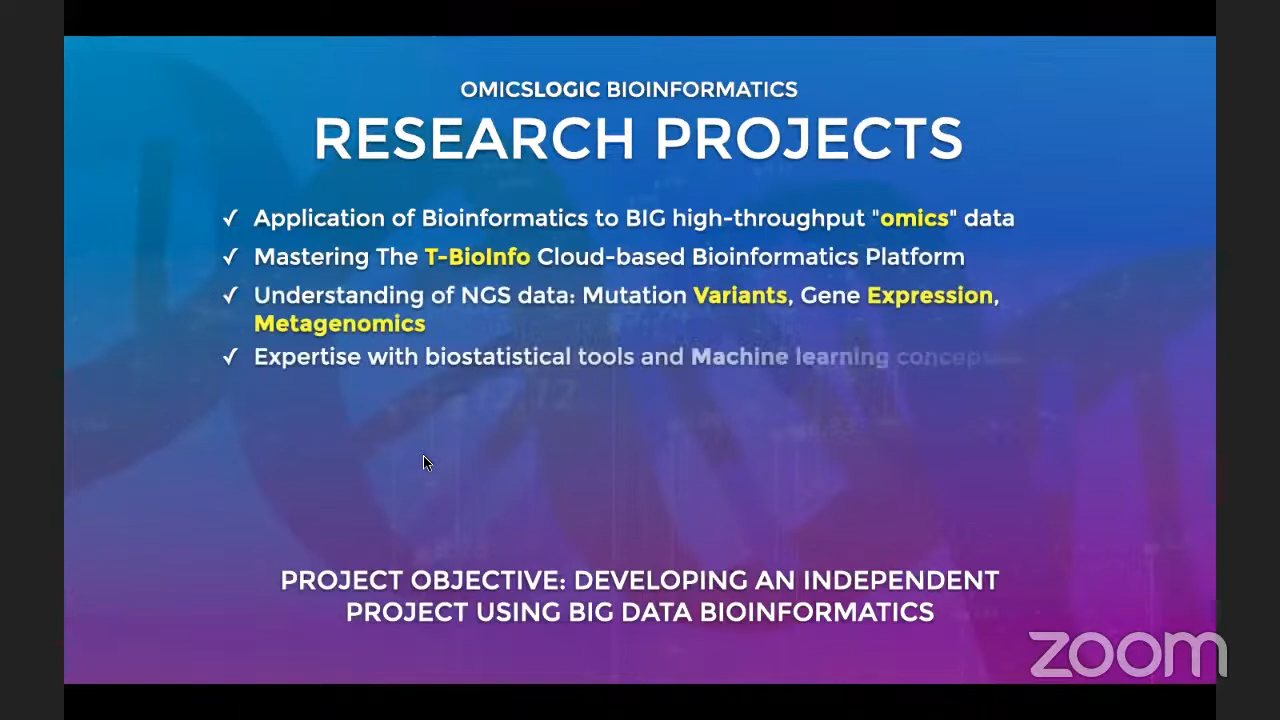 OMICSLOGIC BIOINFORMATICS
RESEARCH PROJECTS
✓ Application of Bioinformatics to BIG high-throughput "omics" data
✓ Mastering The T-BioInfo Cloud-based Bioinformatics Platform
✓ Understanding of NGS data: Mutation Variants, Gene Expression,
Metagenomics
✓ Expertise with biostatistical tools and Machine learning
PROJECT OBJECTIVE: DEVELOPING AN INDEPENDENT
PROJECT USING BIG DATA BIOINFORMATICS
zoom